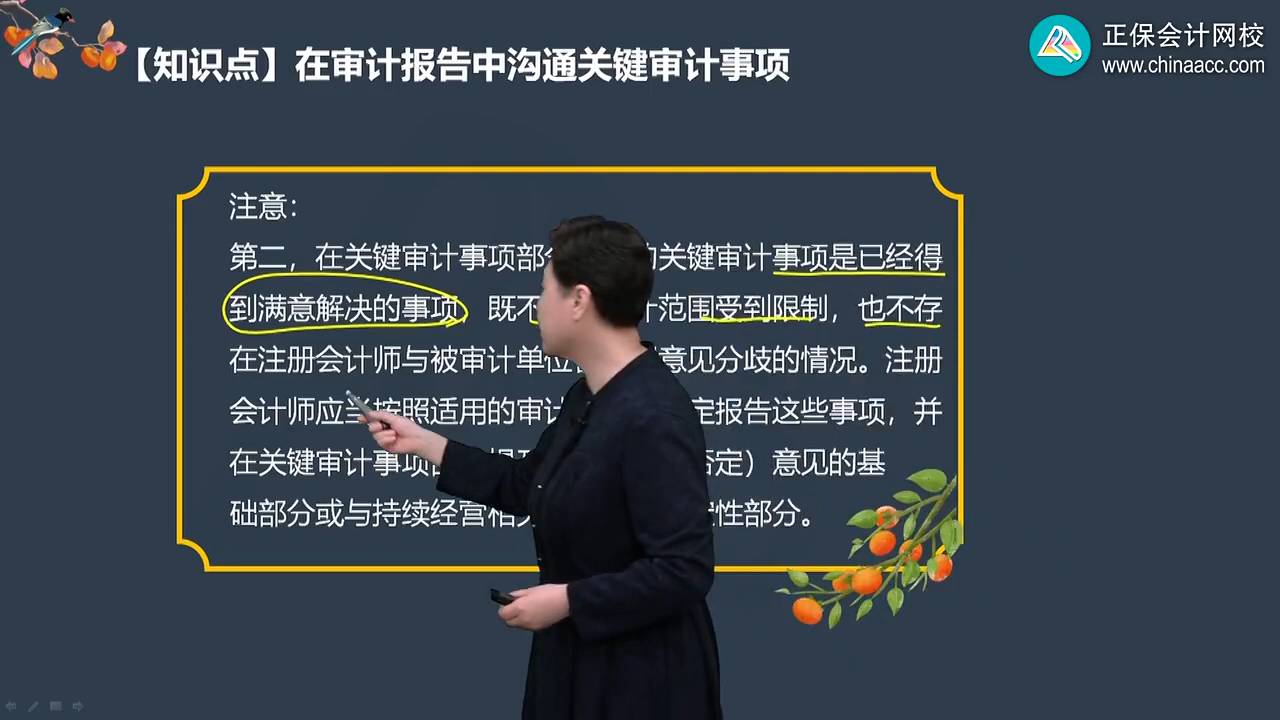 【知识点】在审计报告中沟通关键审计事项
正保会计网校
www.chinaacc.com
注意：
第二，在关键审计事项部 的关键审计事项是已经得
到满意解决的事项，既不 计范围受到限制，也不存
在注册会计师与被审计单位 意见分歧的情况。注册
会计师应当按照适用的审计 定报告这些事项，并
在关键审计事项 否定）意见的基
础部分或与持续经营相 性部分。